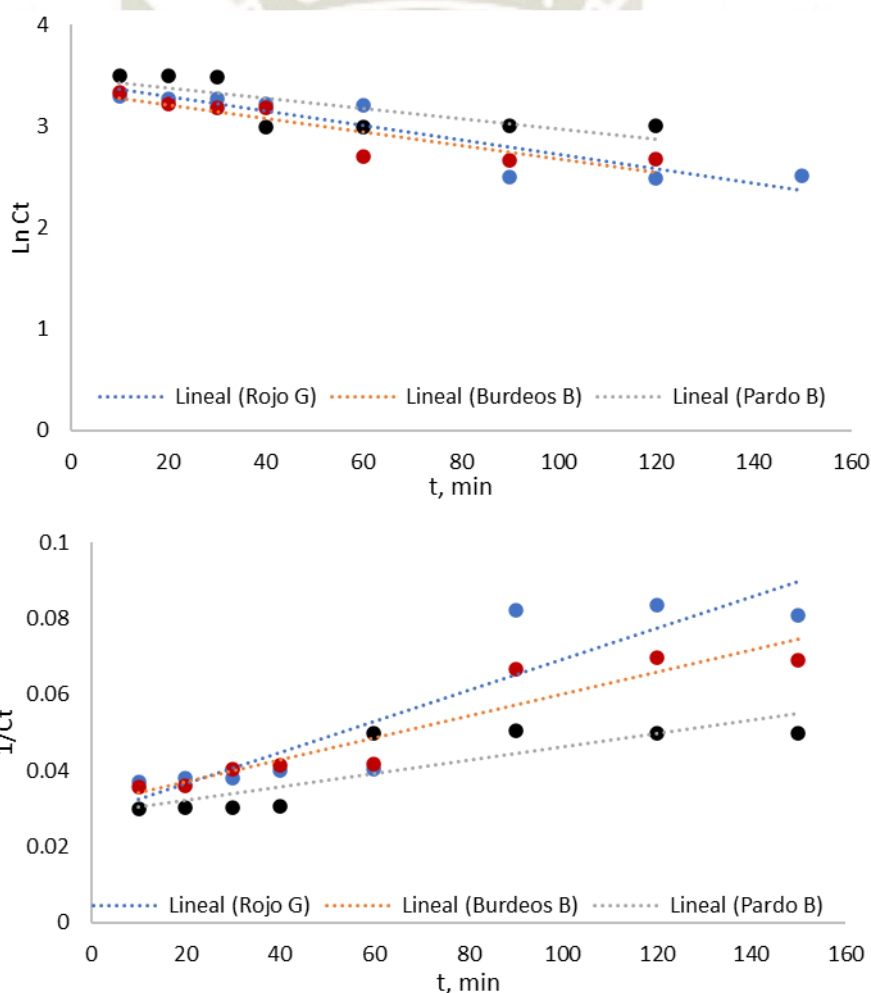 4
3
2
1
0
Ln Ct
Lineal (Rojo G) Lineal (Burdeos B) Lineal (Pardo B)
0 20 40 60 80 100 120 140 160
t, min
0.1
0.08
0.06
0.04
0.02
0
1/Ct
Lineal (Rojo G) Lineal (Burdeos B) Lineal (Pardo B)
0 20 40 60 80 100 120 140 160
t, min